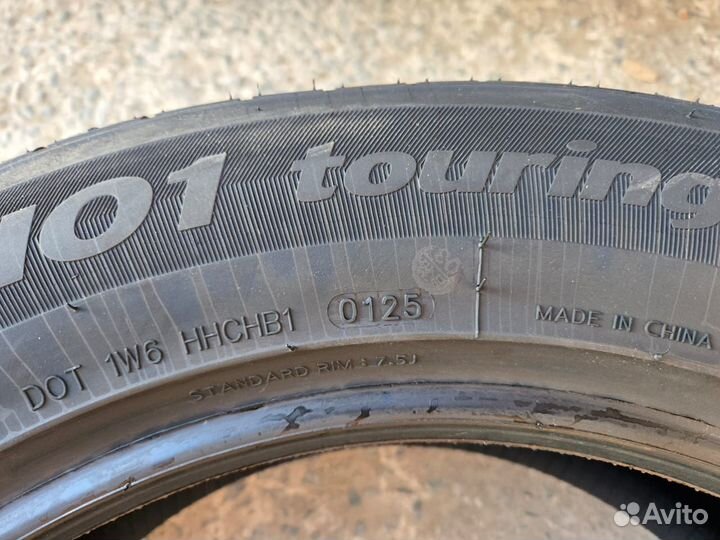 101 touring
DOT 1W6 HHCHB1 0125 MADE IN CHINA
STANDARD RIM : 7.5J
Avito